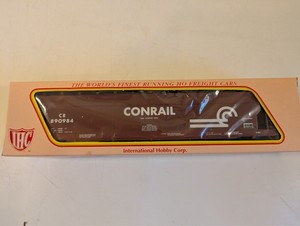 THE WORLD'S FINEST RUNNING HO FREIGHT CARS
CONRAIL
CR
890984
IHC
International Hobby Corp.